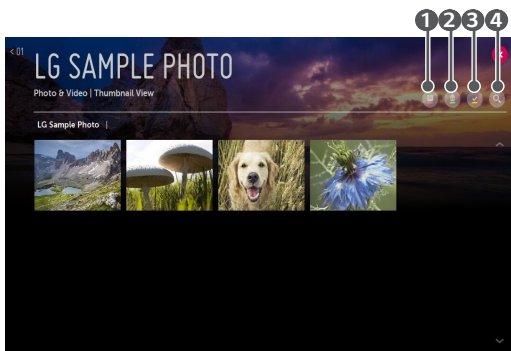 1 2 3 4
< 01
LG SAMPLE PHOTO
Photo & Video | Thumbnail View
LG Sample Photo |